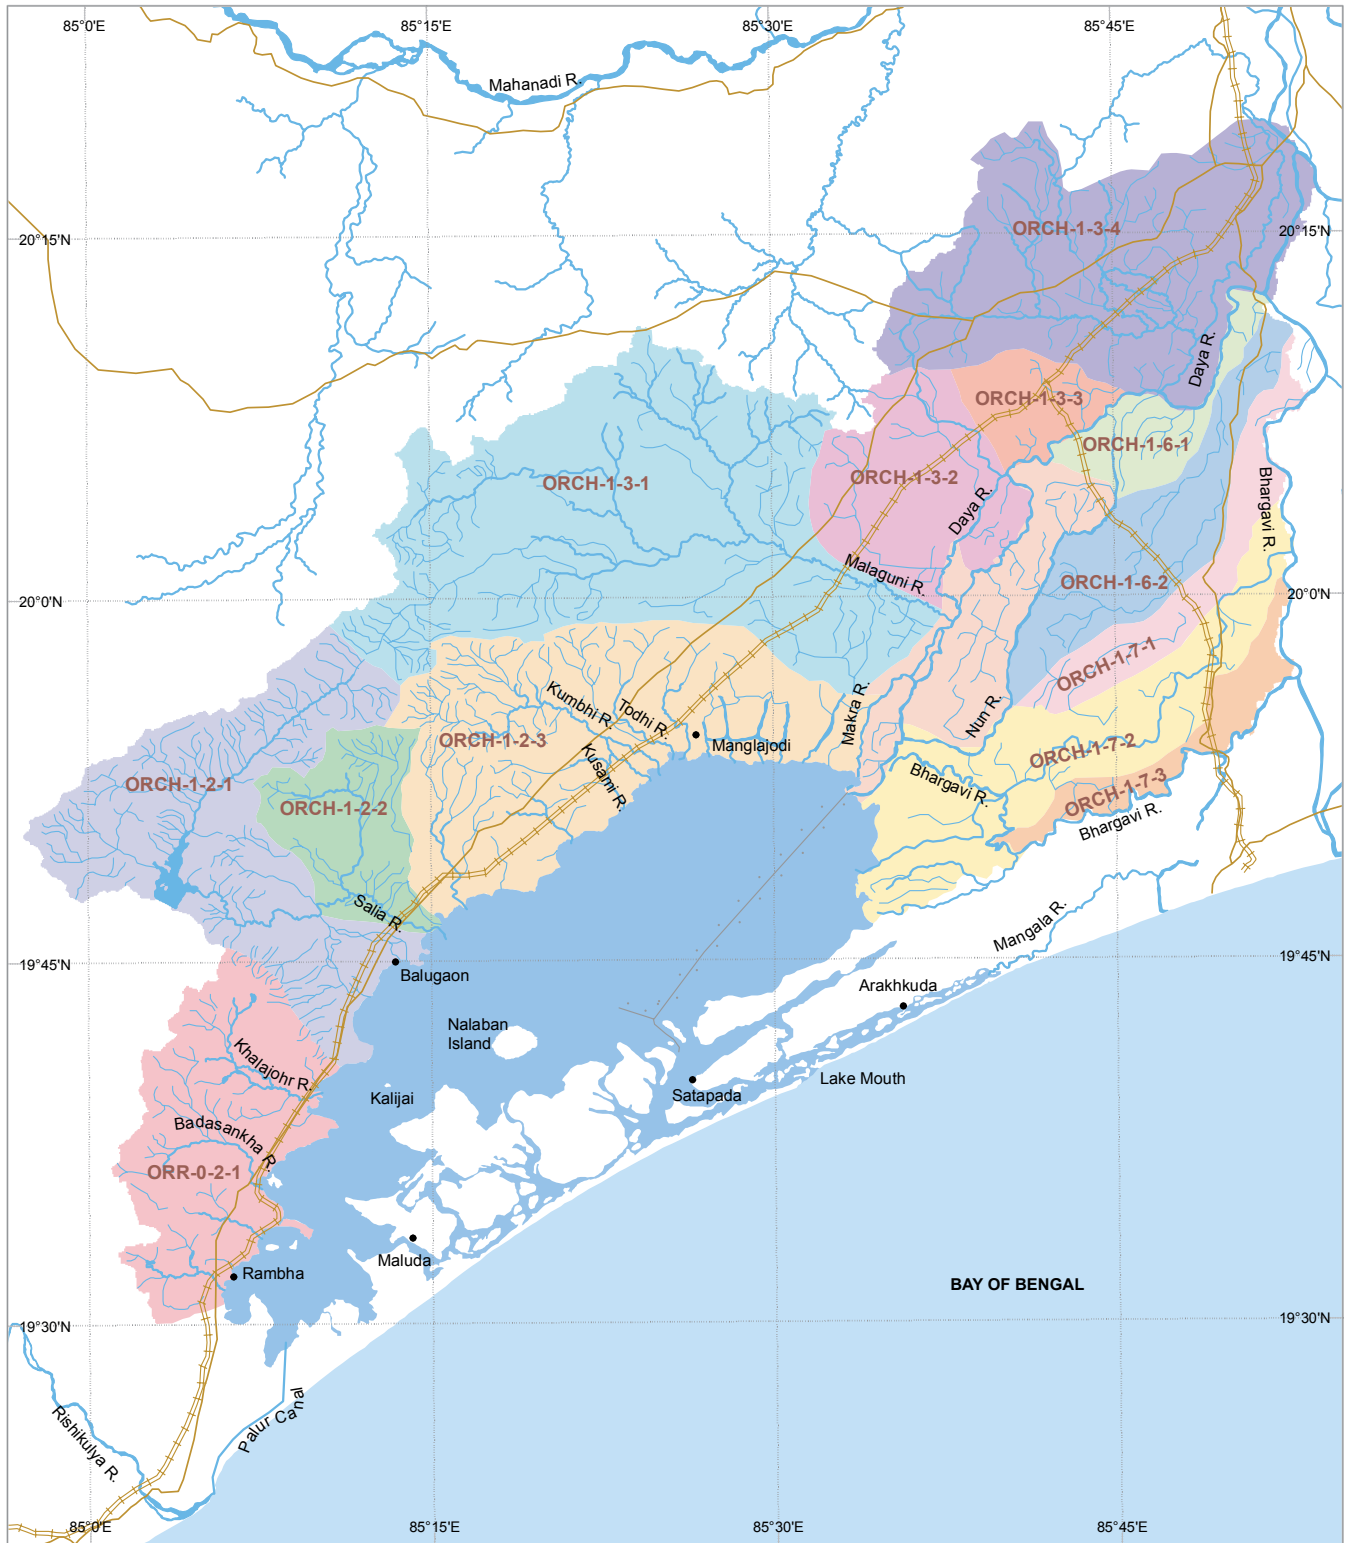 85°0'E
85°15'E
85°30'E
85°45'E
Mahanadi R.
ORCH-1-3-4
20°15'N
20°15'N
Daya R.
ORCH-1-3-3
ORCH-1-6-1
ORCH-1-3-1
ORCH-1-3-2
Bhargavi R.
Daya R.
Malaguni R.
ORCH-1-6-2
20°0'N
20°0'N
ORCH-1-7-1
Kumbhi R.
Todhi R.
Makra R.
Nun R.
ORCH-1-2-3
Manglajodi
ORCH-1-7-2
Kusami R.
Bhargavi R.
ORCH-1-2-1
ORCH-1-7-3
ORCH-1-2-2
Bhargavi R.
Salia R.
Mangala R.
19°45'N
19°45'N
Balugaon
Arakhkuda
Nalaban
Island
Khalajohr R.
Lake Mouth
Kalijai
Satapada
Badasankha R.
ORR-0-2-1
Maluda
Rambha
BAY OF BENGAL
19°30'N
19°30'N
Palur Canal
Rishikulya R.
85°0'E
85°15'E
85°30'E
85°45'E